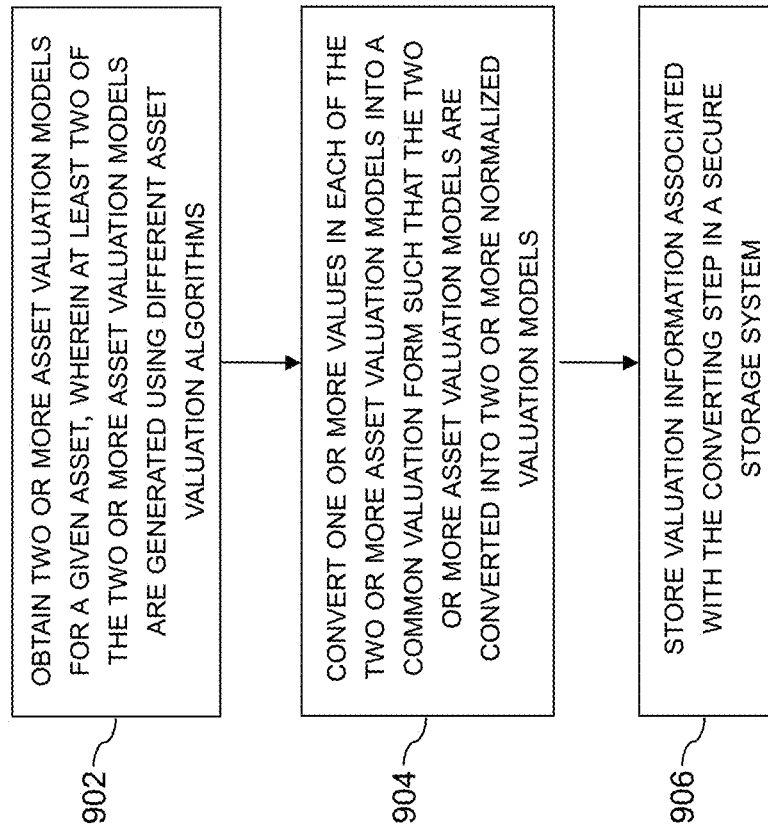 902
OBTAIN TWO OR MORE ASSET VALUATION MODELS
FOR A GIVEN ASSET, WHEREIN AT LEAST TWO OF
THE TWO OR MORE ASSET VALUATION MODELS
ARE GENERATED USING DIFFERENT ASSET
VALUATION ALGORITHMS
904
CONVERT ONE OR MORE VALUES IN EACH OF THE
TWO OR MORE ASSET VALUATION MODELS INTO A
COMMON VALUATION FORM SUCH THAT THE TWO
OR MORE ASSET VALUATION MODELS ARE
CONVERTED INTO TWO OR MORE NORMALIZED
VALUATION MODELS
906
STORE VALUATION INFORMATION ASSOCIATED
WITH THE CONVERTING STEP IN A SECURE
STORAGE SYSTEM